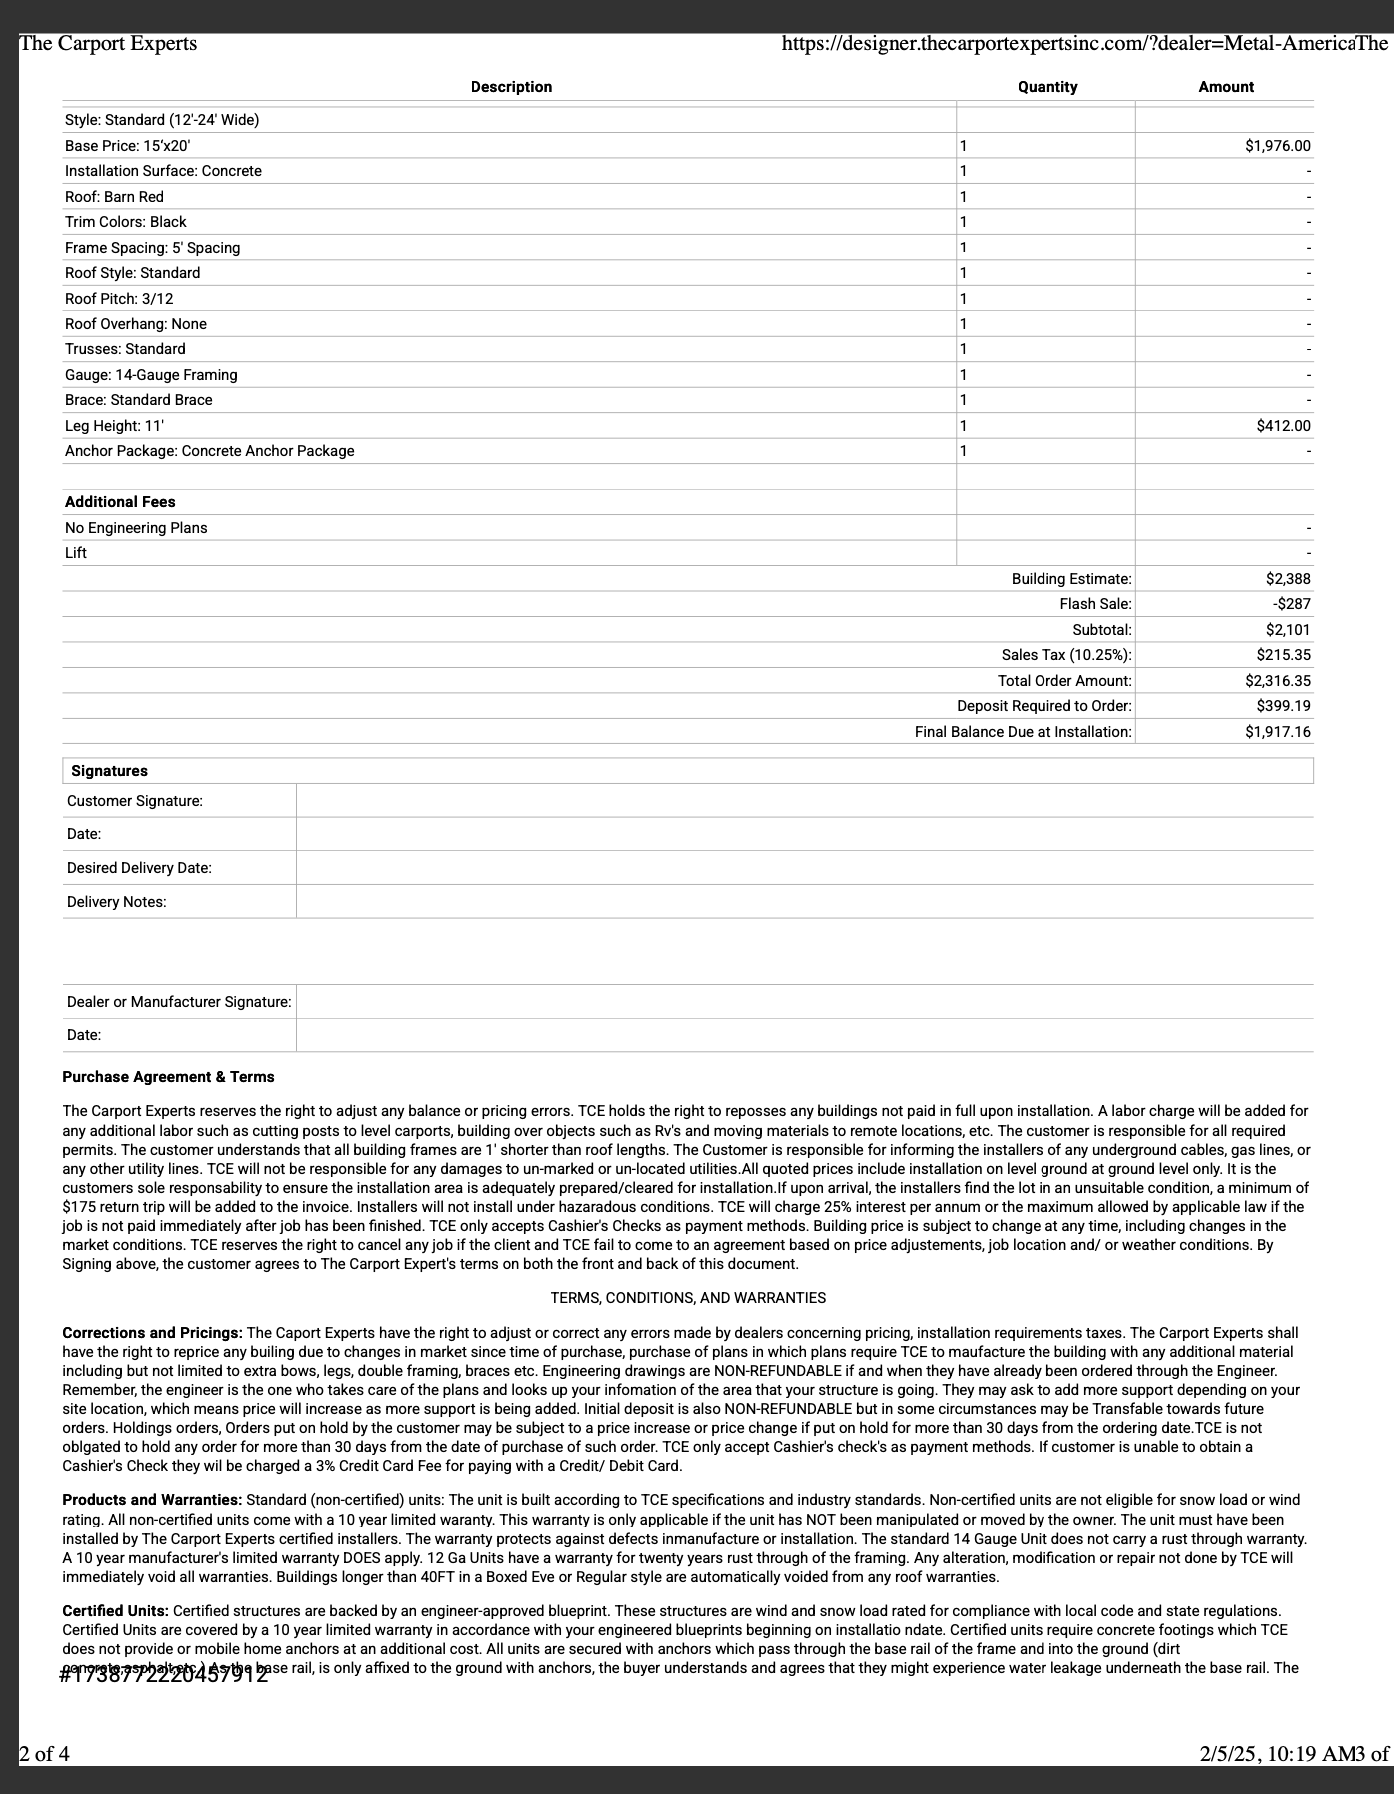 The Carport Experts https://designer.thecarportexpertsinc.com/?dealer=Metal-AmericaThe
Description Quantity Amount
Style: Standard (12'-24' Wide)
Base Price: 15'x20' 1 $1,976.00
Installation Surface: Concrete 1 -
Roof: Barn Red 1 -
Trim Colors: Black 1 -
Frame Spacing: 5' Spacing 1 -
Roof Style: Standard 1 -
Roof Pitch: 3/12 1 -
Roof Overhang: None 1 -
Trusses: Standard 1 -
Gauge: 14-Gauge Framing 1 -
Brace: Standard Brace 1 -
Leg Height: 11' 1 $412.00
Anchor Package: Concrete Anchor Package 1 -
Additional Fees
No Engineering Plans -
Lift -
Building Estimate: $2,388
Flash Sale: -$287
Subtotal: $2,101
Sales Tax (10.25%): $215.35
Total Order Amount: $2,316.35
Deposit Required to Order: $399.19
Final Balance Due at Installation: $1,917.16
Signatures
Customer Signature:
Date:
Desired Delivery Date:
Delivery Notes:
Dealer or Manufacturer Signature:
Date:
Purchase Agreement & Terms
The Carport Experts reserves the right to adjust any balance or pricing errors. TCE holds the right to reposses any buildings not paid in full upon installation. A labor charge will be added for
any additional labor such as cutting posts to level carports, building over objects such as Rv's and moving materials to remote locations, etc. The customer is responsible for all required
permits. The customer understands that all building frames are 1' shorter than roof lengths. The Customer is responsible for informing the installers of any underground cables, gas lines, or
any other utility lines. TCE will not be responsible for any damages to un-marked or un-located utilities.All quoted prices include installation on level ground at ground level only. It is the
customers sole responsability to ensure the installation area is adequately prepared/cleared for installation.If upon arrival, the installers find the lot in an unsuitable condition, a minimum of
$175 return trip will be added to the invoice. Installers will not install under hazaradous conditions. TCE will charge 25% interest per annum or the maximum allowed by applicable law if the
job is not paid immediately after job has been finished. TCE only accepts Cashier's Checks as payment methods. Building price is subject to change at any time, including changes in the
market conditions. TCE reserves the right to cancel any job if the client and TCE fail to come to an agreement based on price adjustements, job location and/ or weather conditions. By
Signing above, the customer agrees to The Carport Expert's terms on both the front and back of this document.
TERMS, CONDITIONS, AND WARRANTIES
Corrections and Pricings: The Caport Experts have the right to adjust or correct any errors made by dealers concerning pricing, installation requirements taxes. The Carport Experts shall
have the right to reprice any builing due to changes in market since time of purchase, purchase of plans in which plans require TCE to maufacture the building with any additional material
including but not limited to extra bows, legs, double framing, braces etc. Engineering drawings are NON-REFUNDABLE if and when they have already been ordered through the Engineer.
Remember, the engineer is the one who takes care of the plans and looks up your infomation of the area that your structure is going. They may ask to add more support depending on your
site location, which means price will increase as more support is being added. Initial deposit is also NON-REFUNDABLE but in some circumstances may be Transfable towards future
orders. Holdings orders, Orders put on hold by the customer may be subject to a price increase or price change if put on hold for more than 30 days from the ordering date.TCE is not
oblgated to hold any order for more than 30 days from the date of purchase of such order. TCE only accept Cashier's check's as payment methods. If customer is unable to obtain a
Cashier's Check they wil be charged a 3% Credit Card Fee for paying with a Credit/ Debit Card.
Products and Warranties: Standard (non-certified) units: The unit is built according to TCE specifications and industry standards. Non-certified units are not eligible for snow load or wind
rating. All non-certified units come with a 10 year limited waranty. This warranty is only applicable if the unit has NOT been manipulated or moved by the owner. The unit must have been
installed by The Carport Experts certified installers. The warranty protects against defects inmanufacture or installation. The standard 14 Gauge Unit does not carry a rust through warranty.
A 10 year manufacturer's limited warranty DOES apply. 12 Ga Units have a warranty for twenty years rust through of the framing. Any alteration, modification or repair not done by TCE will
immediately void all warranties. Buildings longer than 40FT in a Boxed Eve or Regular style are automatically voided from any roof warranties.
Certified Units: Certified structures are backed by an engineer-approved blueprint. These structures are wind and snow load rated for compliance with local code and state regulations.
Certified Units are covered by a 10 year limited warranty in accordance with your engineered blueprints beginning on installatio ndate. Certified units require concrete footings which TCE
does not provide or mobile home anchors at an additional cost. All units are secured with anchors which pass through the base rail of the frame and into the ground (dirt
concrete,asphalt,etc.) As the base rail, is only affixed to the ground with anchors, the buyer understands and agrees that they might experience water leakage underneath the base rail. The
#1738772220457912
2 of 4 2/5/25, 10:19 AM3 of